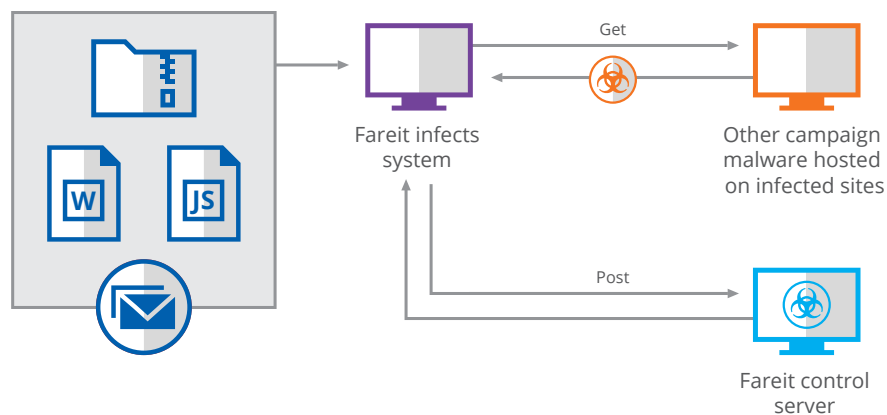 Get
Fareit infects
system
Other campaign
malware hosted
on infected sites
W
JS
Post
Fareit control
server